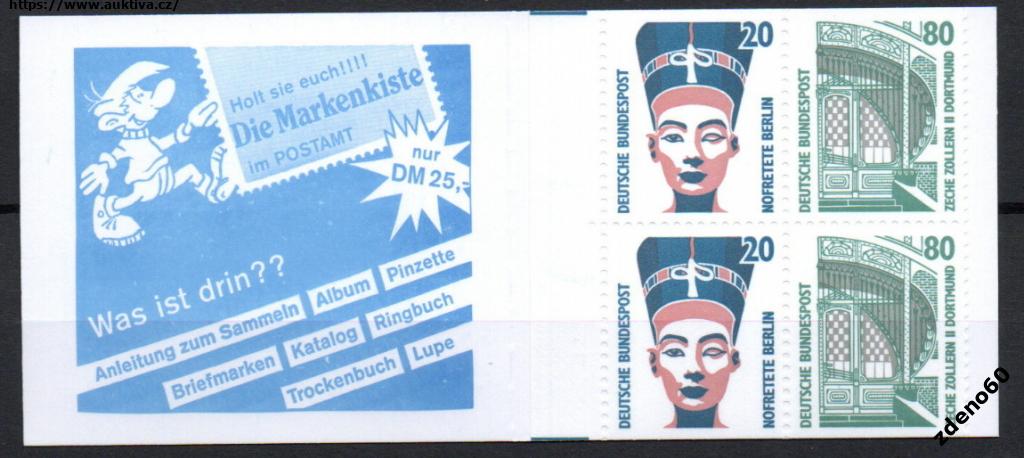 https://www.auktiva.cz/
Holt sie euch!!!!
Die Markenkiste
im POSTAMT
nur
DM 25,-
Was ist drin??
Anleitung zum Sammeln
Album
Pinzette
Briefmarken
Katalog
Ringbuch
Trockenbuch
Lupe
20
DEUTSCHE BUNDESPOST
NOFRETETE BERLIN
80
DEUTSCHE BUNDESPOST
ZECHE ZOLLERN II DORTMUND
20
DEUTSCHE BUNDESPOST
NOFRETETE BERLIN
80
DEUTSCHE BUNDESPOST
ZECHE ZOLLERN II DORTMUND
zdeno60